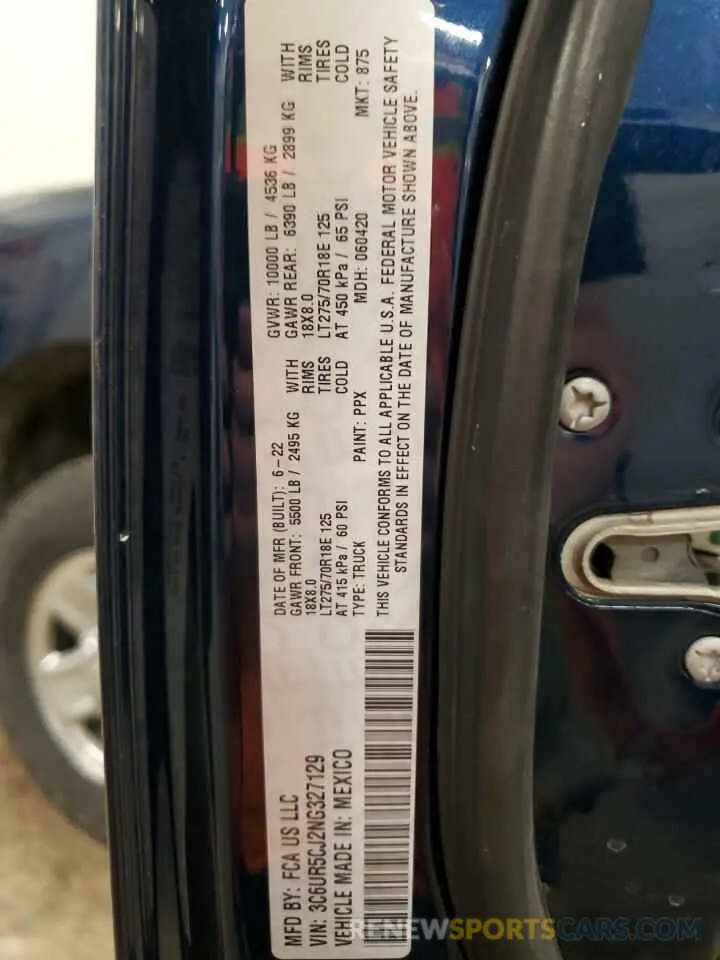 MFD BY: FCA US LLC
VIN: 3C6UR5CJ2NG327129
VEHICLE MADE IN: MEXICO
DATE OF MFR (BUILT): 6-22
GVWR: 10000 LB / 4536 KG
GAWR FRONT: 5500 LB / 2495 KG WITH
18X8.0 RIMS
LT275/70R18E 125 TIRES
AT 415 kPa / 60 PSI COLD
GAWR REAR: 6390 LB / 2899 KG WITH
18X8.0 RIMS
LT275/70R18E 125 TIRES
AT 450 kPa / 65 PSI COLD
TYPE: TRUCK PAINT: PPX MDH: 060420 MKT: 875
THIS VEHICLE CONFORMS TO ALL APPLICABLE U.S.A. FEDERAL MOTOR VEHICLE SAFETY
STANDARDS IN EFFECT ON THE DATE OF MANUFACTURE SHOWN ABOVE.
RENEWSPORTSCARS.COM